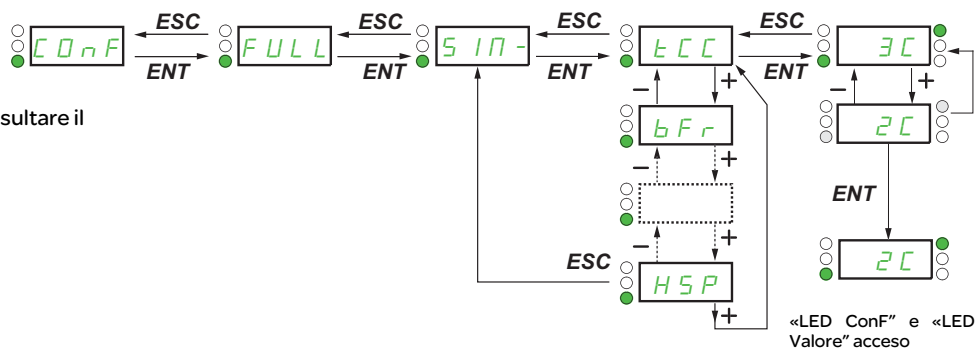 ESC ESC ESC ESC
COnF FULL SIM- tCC 3C
ENT ENT ENT ENT
- + - +
sultare il
bFr 2C
- +
ENT
- +
ESC
HSP 2C
+
«LED ConF” e «LED
Valore” acceso